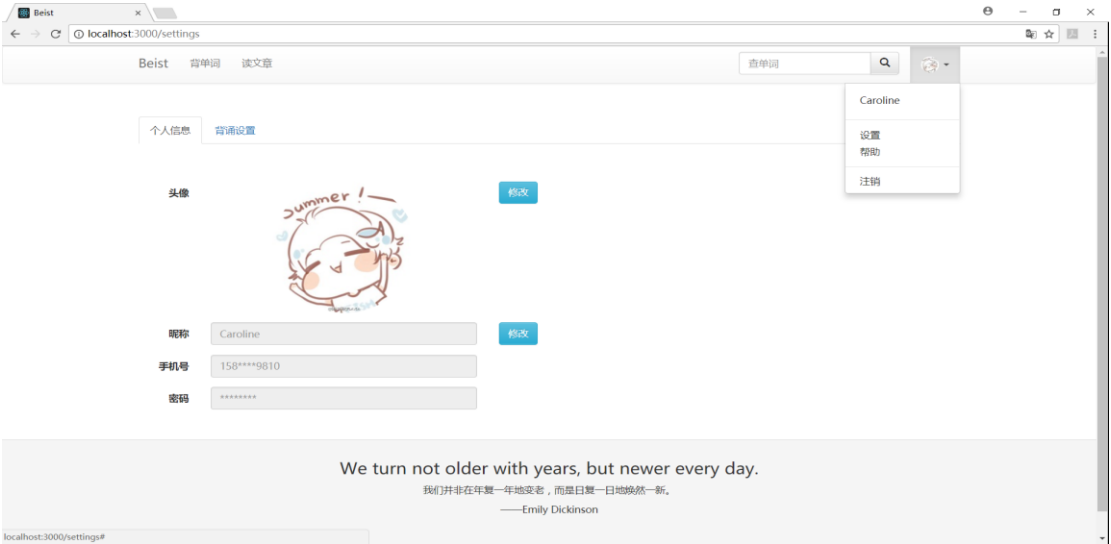 Beist
localhost:3000/settings
Beist 背单词 读文章 查单词
Caroline
个人信息 背诵设置
设置
帮助
注销
头像 修改
summer!
昵称 Caroline 修改
手机号 158****9810
密码 ********
We turn not older with years, but newer every day.
我们并非在年复一年地变老，而是日复一日地焕然一新。
——Emily Dickinson
localhost:3000/settings#